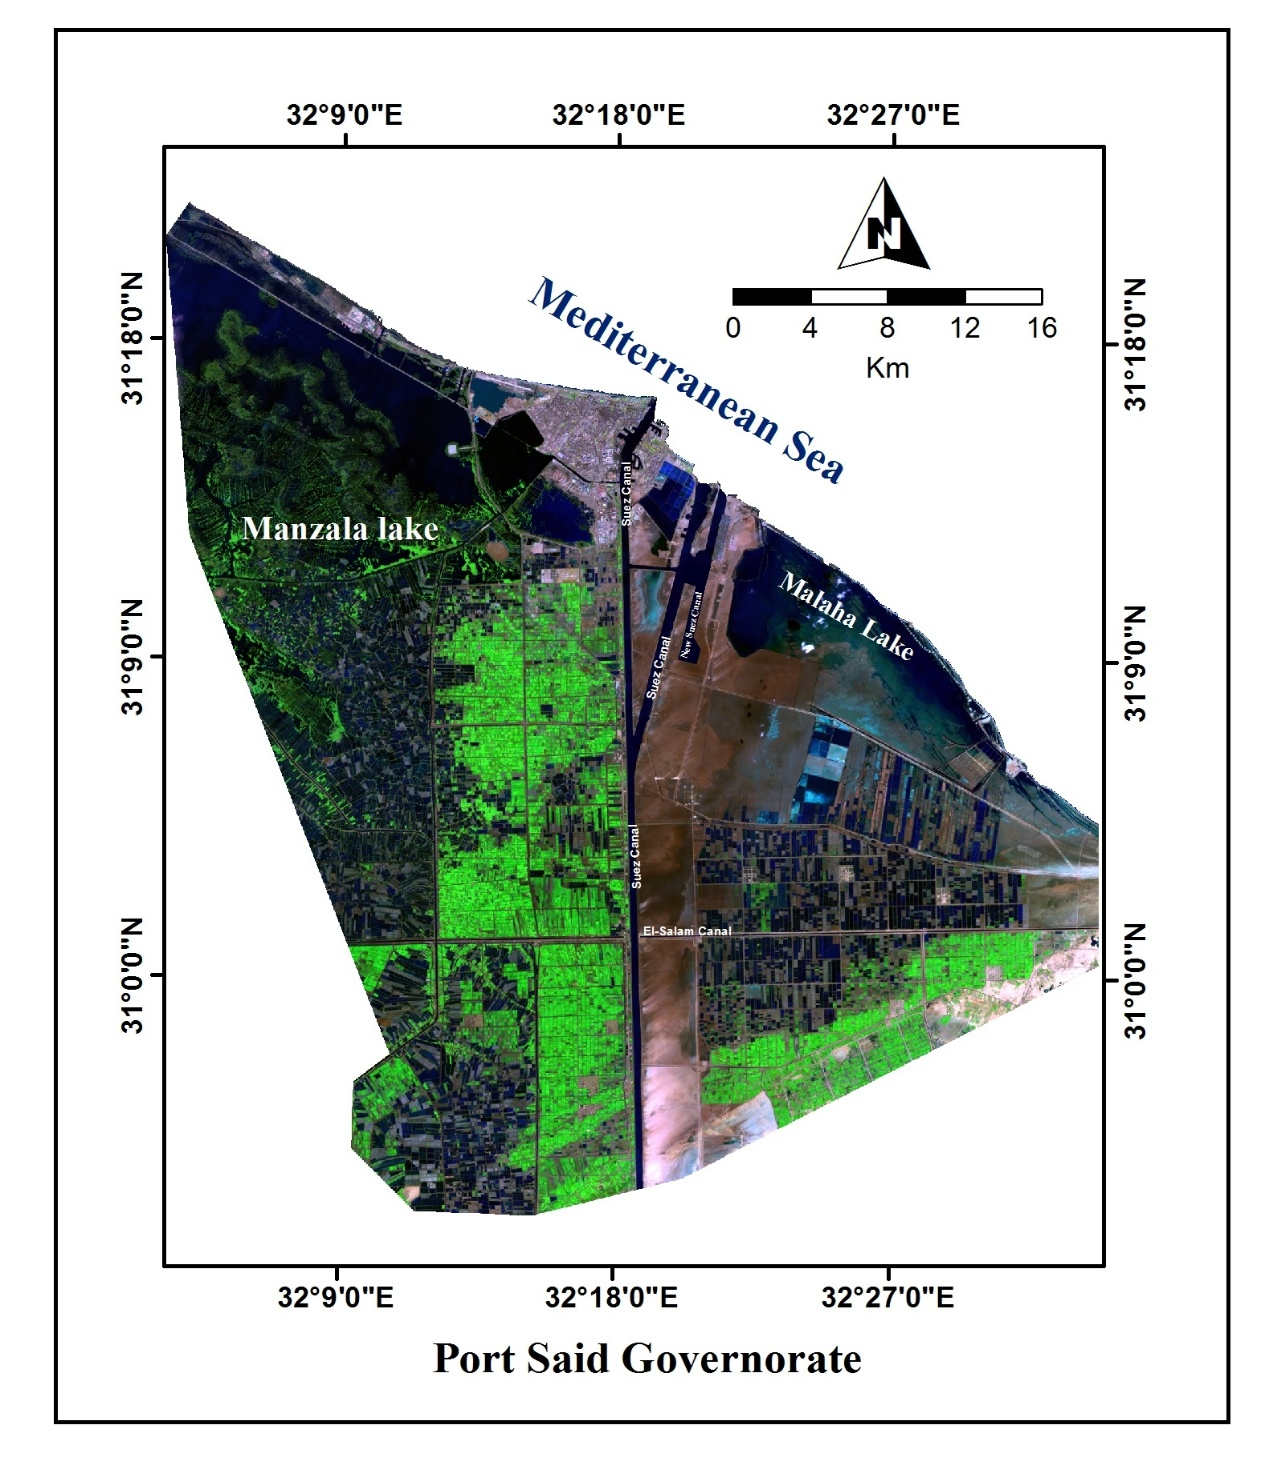 32°9'0"E 32°18'0"E 32°27'0"E
N
0 4 8 12 16
Km
31°18'0"N
31°18'0"N
Mediterranean Sea
Suez Canal
Manzala lake
Malaha Lake
New Suez Canal
Suez Canal
31°9'0"N
31°9'0"N
Suez Canal
El-Salam Canal
31°0'0"N
31°0'0"N
32°9'0"E 32°18'0"E 32°27'0"E
Port Said Governorate